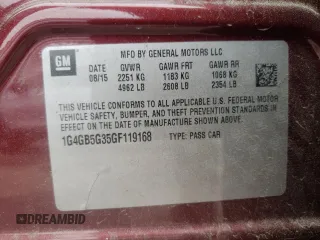 GM
MFD BY GENERAL MOTORS LLC
DATE GVWR GAWR FRT GAWR RR
08/15 2251 KG 1183 KG 1068 KG
4962 LB 2608 LB 2354 LB
THIS VEHICLE CONFORMS TO ALL APPLICABLE U.S. FEDERAL MOTOR
VEHICLE SAFETY, BUMPER, AND THEFT PREVENTION STANDARDS
IN EFFECT ON THE DATE OF MANUFACTURE SHOWN ABOVE.
1G4GB5G35GF119168 TYPE: PASS CAR
DREAMBID